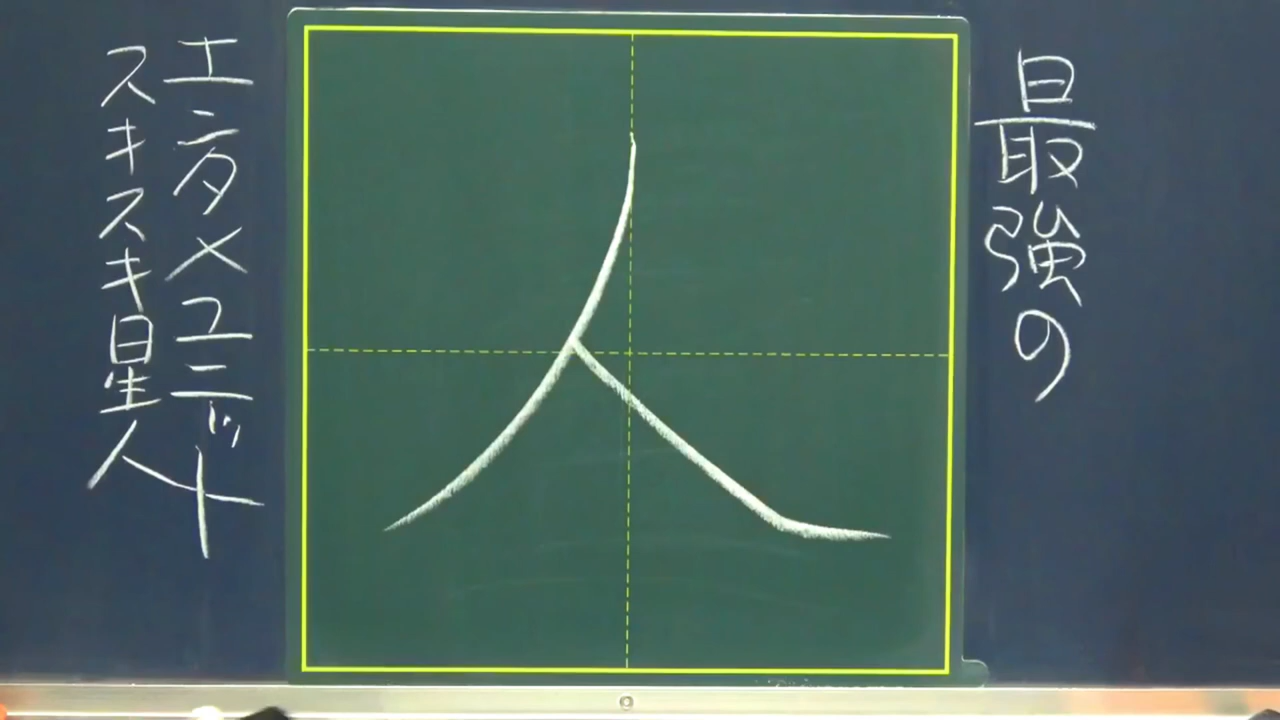 最強の
人
エンタメユニット
スキスキ星人